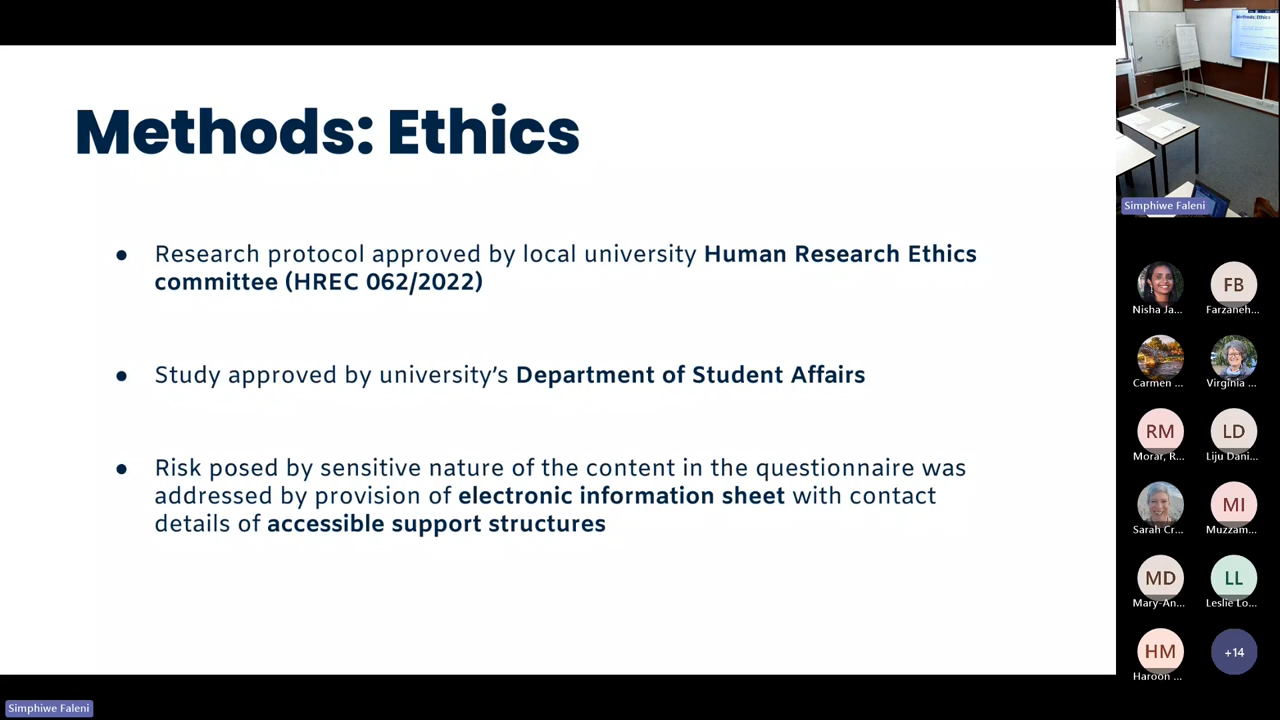 Methods: Ethics
● Research protocol approved by local university Human Research Ethics
committee (HREC 062/2022)
● Study approved by university’s Department of Student Affairs
● Risk posed by sensitive nature of the content in the questionnaire was
addressed by provision of electronic information sheet with contact
details of accessible support structures
Simphiwe Faleni
Methods: Ethics
Simphiwe Faleni
Nisha Ja...
FB
Farzaneh...
Carmen ...
Virginia ...
RM
Morar, R...
LD
Liju Dani...
Sarah Cr...
MI
Muzzam...
MD
Mary-An...
LL
Leslie Lo...
HM
Haroon ...
+14